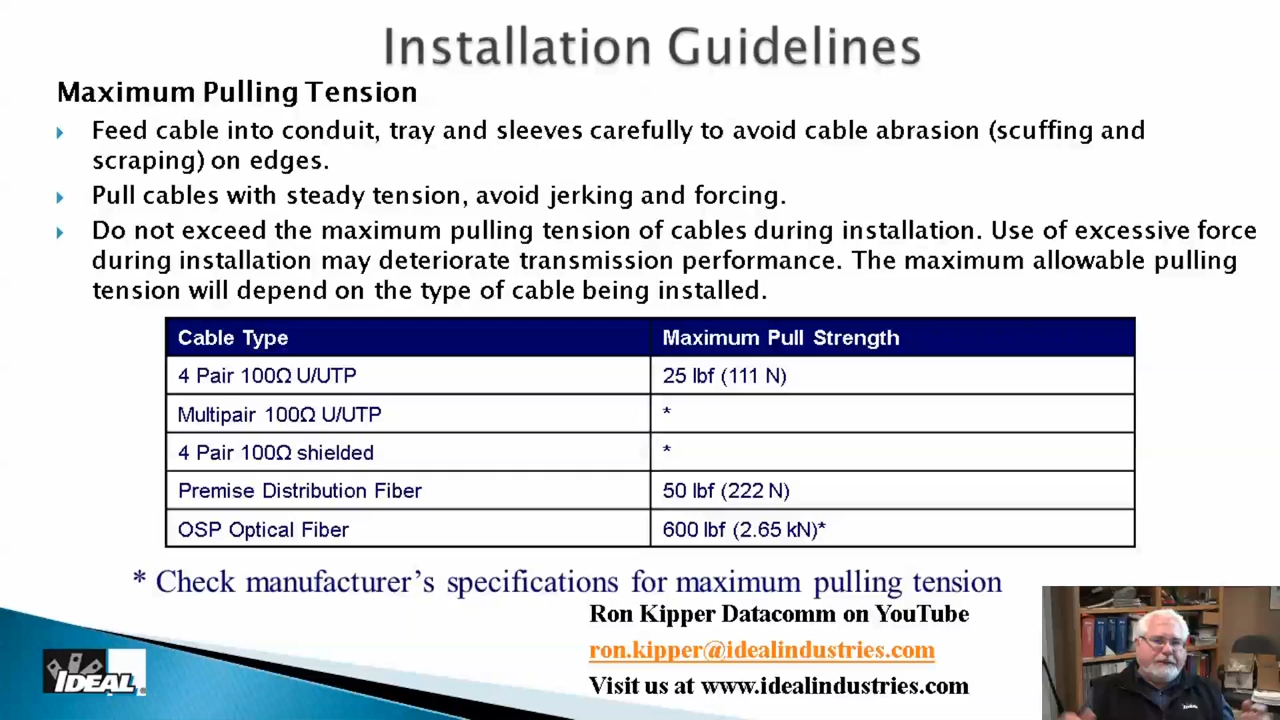 Installation Guidelines
Maximum Pulling Tension
Feed cable into conduit, tray and sleeves carefully to avoid cable abrasion (scuffing and
scraping) on edges.
Pull cables with steady tension, avoid jerking and forcing.
Do not exceed the maximum pulling tension of cables during installation. Use of excessive force
during installation may deteriorate transmission performance. The maximum allowable pulling
tension will depend on the type of cable being installed.
Cable Type Maximum Pull Strength
4 Pair 100Ω U/UTP 25 lbf (111 N)
Multipair 100Ω U/UTP *
4 Pair 100Ω shielded *
Premise Distribution Fiber 50 lbf (222 N)
OSP Optical Fiber 600 lbf (2.65 kN)*
* Check manufacturer's specifications for maximum pulling tension
Ron Kipper Datacomm on YouTube
ron.kipper@idealindustries.com
Visit us at www.idealindustries.com
IDEAL